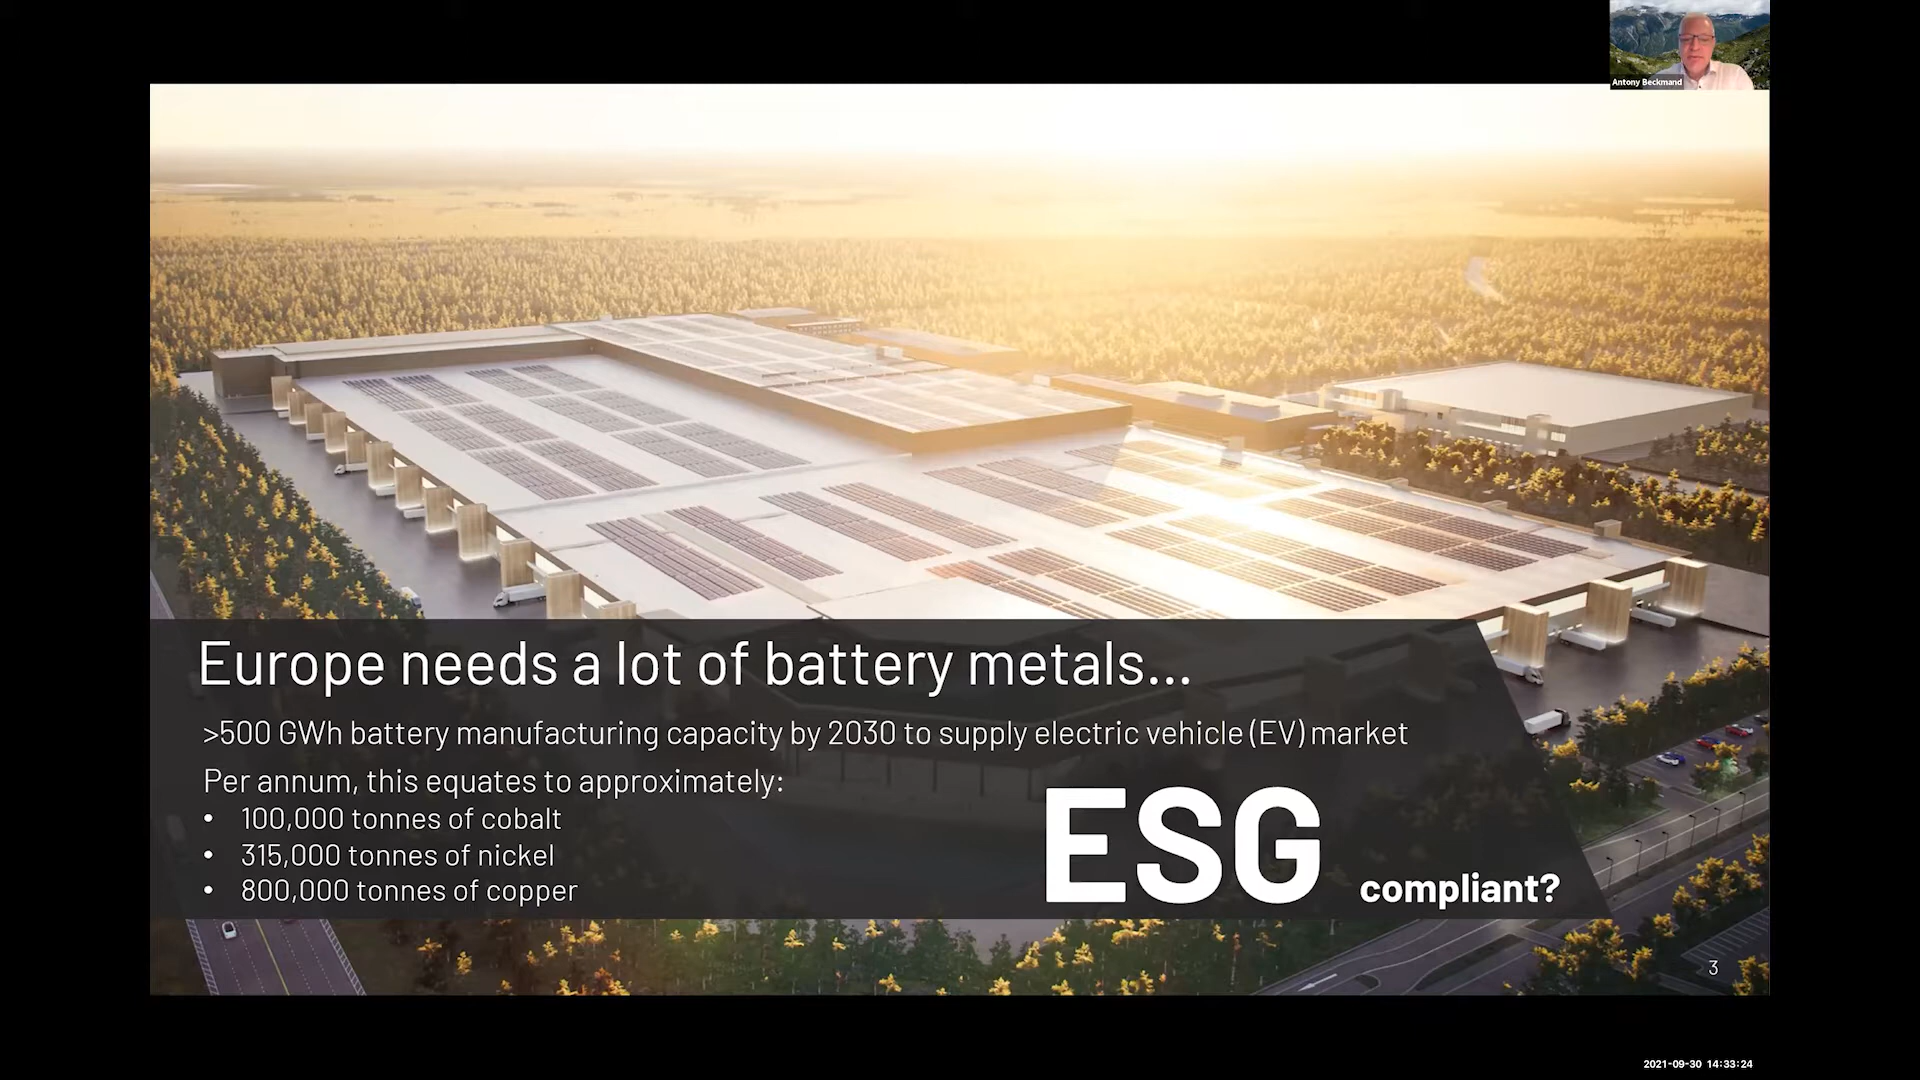 Antony Beckmand
Europe needs a lot of battery metals...
>500 GWh battery manufacturing capacity by 2030 to supply electric vehicle (EV) market
Per annum, this equates to approximately:
• 100,000 tonnes of cobalt
• 315,000 tonnes of nickel
• 800,000 tonnes of copper
ESG compliant?
3
2021-09-30 14:33:24